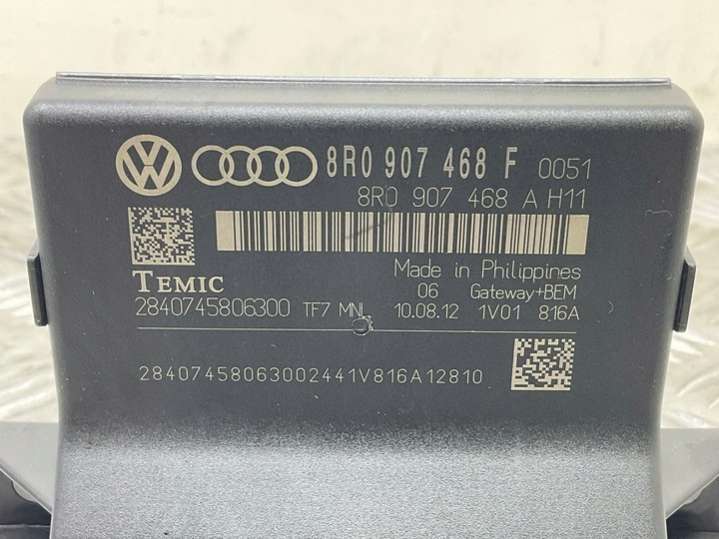 8R0 907 468 F 0051
8R0 907 468 A H11
Made in Philippines
TEMIC 06 Gateway+BEM
2840745806300 TF7 MNL 10.08.12 1V01 816A
28407458063002441V816A12810